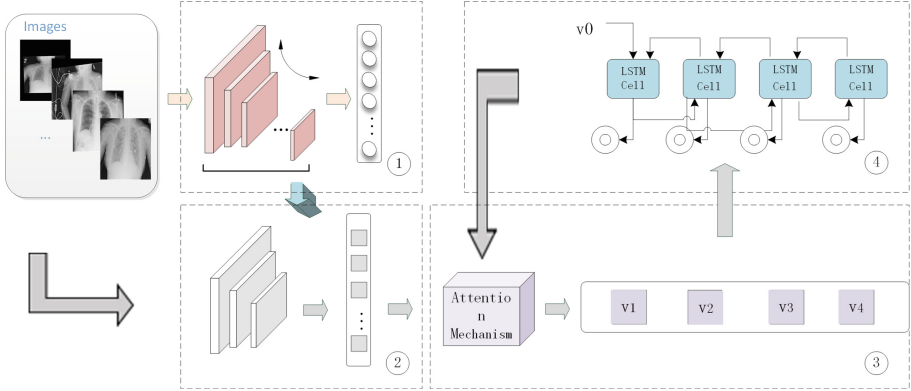 Images
...
①
v0
LSTM
Cell
LSTM
Cell
LSTM
Cell
LSTM
Cell
④
②
Attentio
n
Mechanism
v1
v2
v3
v4
③